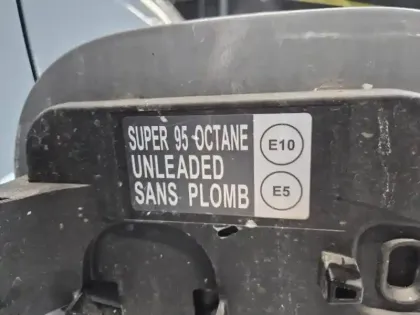 SUPER 95-OCTANE
UNLEADED
SANS PLOMB
E10
E5